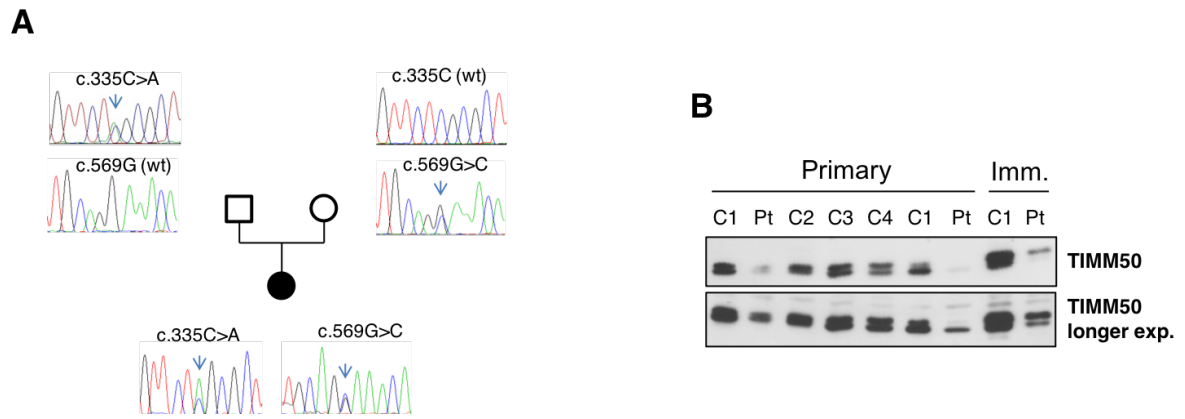 A
c.335C>A
c.569G (wt)
c.335C (wt)
c.569G>C
c.335C>A
c.569G>C
B
Primary
Imm.
C1 Pt C2 C3 C4 C1 Pt C1 Pt
TIMM50
TIMM50
longer exp.